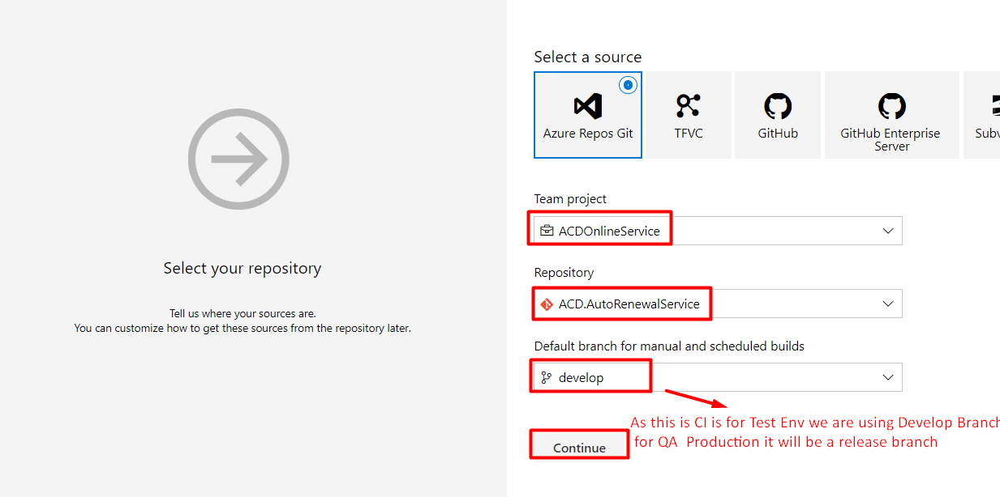 Select a source
Azure Repos Git
TFVC
GitHub
GitHub Enterprise
Server
Subv
Team project
ACDOnlineService
Repository
ACD.AutoRenewalService
Select your repository
Tell us where your sources are.
You can customize how to get these sources from the repository later.
Default branch for manual and scheduled builds
develop
As this is CI is for Test Env we are using Develop Branch
for QA Production it will be a release branch
Continue